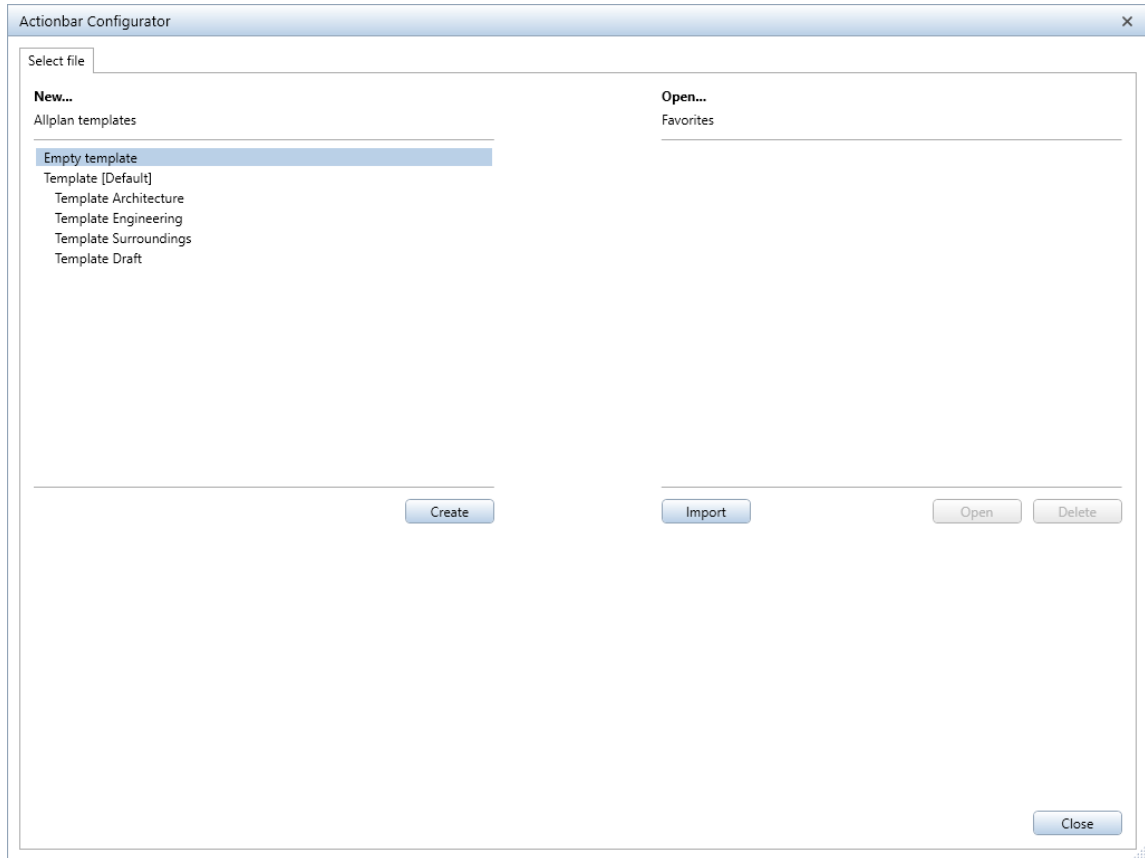 Actionbar Configurator
Select file
New...
Allplan templates
Empty template
Template [Default]
Template Architecture
Template Engineering
Template Surroundings
Template Draft
Create
Open...
Favorites
Import
Open
Delete
Close